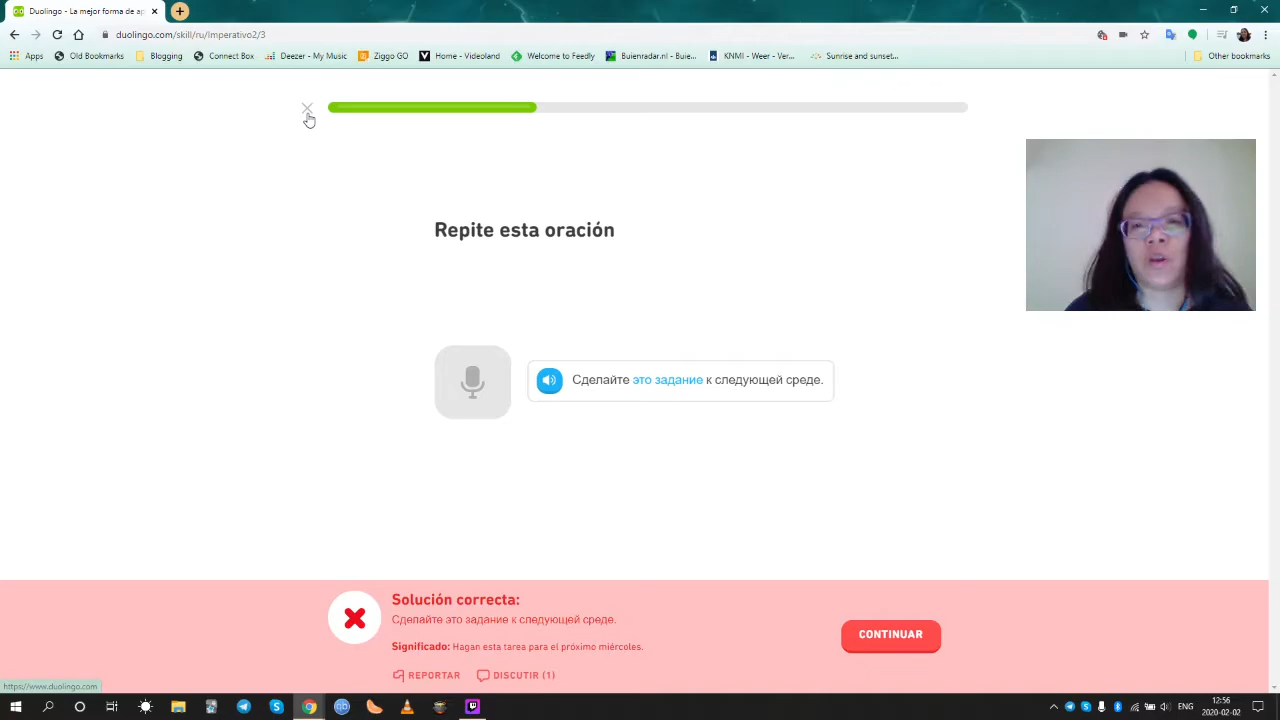 Duolingo - La mejor forma de ap
duolingo.com/skill/ru/Imperativo2/3
Apps
Old Bookmarks
Blogging
Connect Box
Deezer - My Music
Ziggo GO
Home - Videoland
Welcome to Feedly
Buienradar.nl - Buie...
KNMI - Weer - Ver...
Sunrise and sunset...
Other bookmarks
Repite esta oración
Сделайте это задание к следующей среде.
Solución correcta:
Сделайте это задание к следующей среде.
Significado: Hagan esta tarea para el próximo miércoles.
REPORTAR
DISCUTIR (1)
CONTINUAR
https://www.duolingo.com
ENG
12:56
2020-02-02